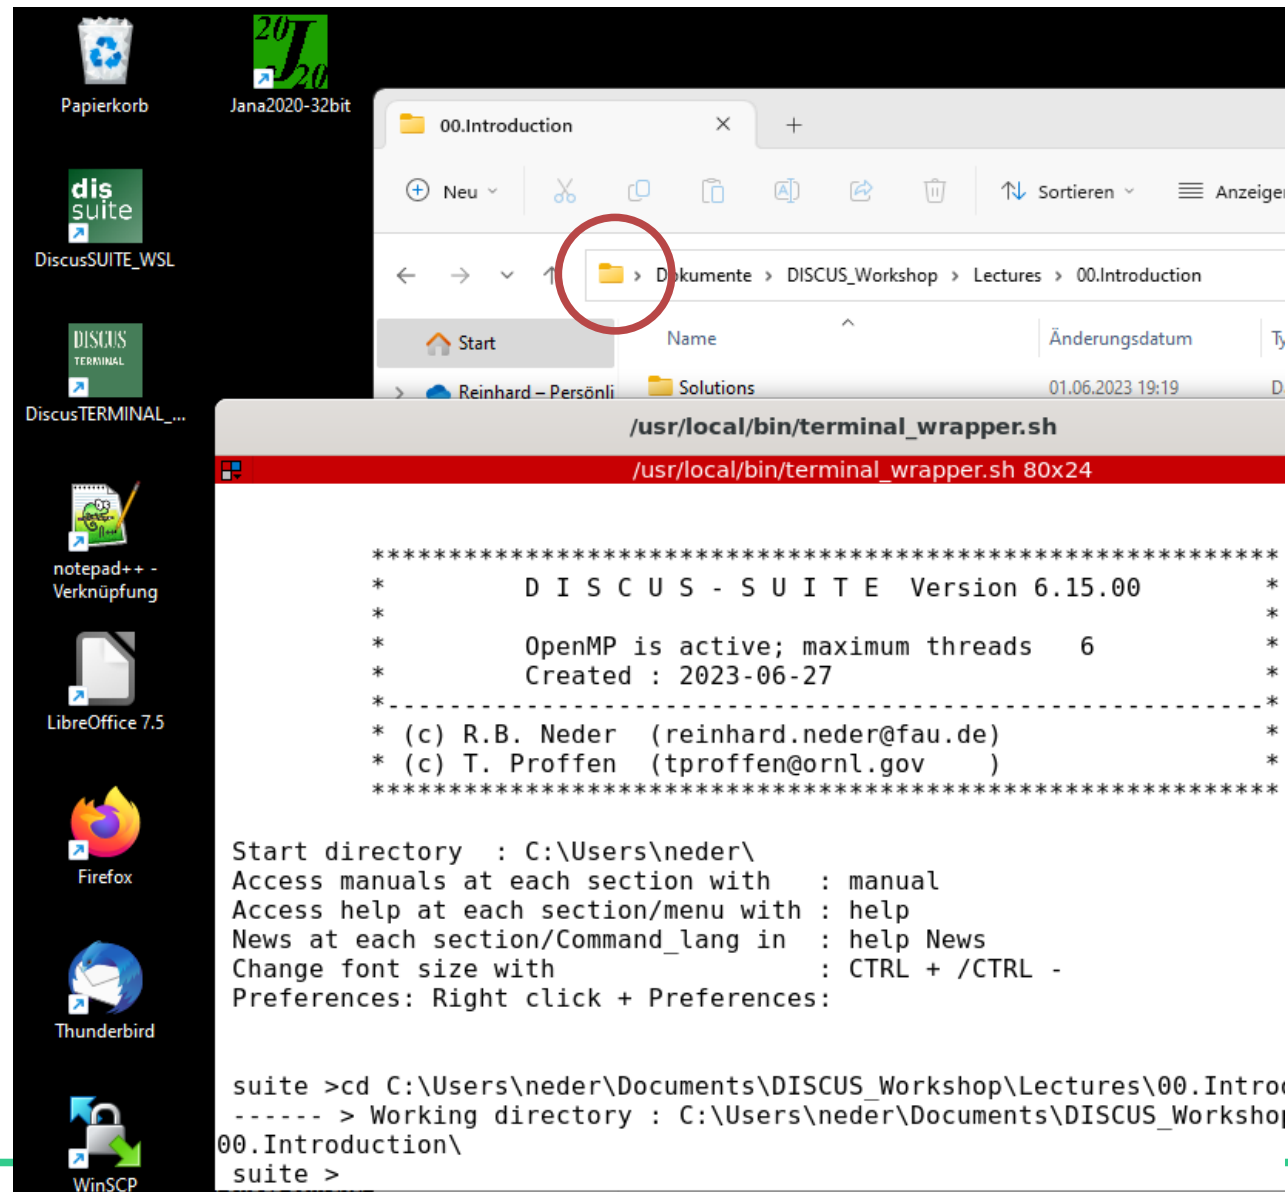 Papierkorb
Jana2020-32bit
dis
suite
DiscusSUITE_WSL
DISCUS
TERMINAL
DiscusTERMINAL_...
notepad++ -
Verknüpfung
LibreOffice 7.5
Firefox
Thunderbird
WinSCP
00.Introduction
Neu
Sortieren
Dokumente > DISCUS_Workshop > Lectures > 00.Introduction
Start
Name
Änderungsdatum
Reinhard – Persönli
Solutions
01.06.2023 19:19
/usr/local/bin/terminal_wrapper.sh
/usr/local/bin/terminal_wrapper.sh 80x24
***********************************************************
* D I S C U S - S U I T E Version 6.15.00 *
* *
* OpenMP is active; maximum threads 6 *
* Created : 2023-06-27 *
*---------------------------------------------------------*
* (c) R.B. Neder (reinhard.neder@fau.de) *
* (c) T. Proffen (tproffen@ornl.gov ) *
***********************************************************
Start directory : C:\Users\neder\
Access manuals at each section with : manual
Access help at each section/menu with : help
News at each section/Command_lang in : help News
Change font size with : CTRL + /CTRL -
Preferences: Right click + Preferences:
suite >cd C:\Users\neder\Documents\DISCUS_Workshop\Lectures\00.Intro
------ > Working directory : C:\Users\neder\Documents\DISCUS_Workshop
00.Introduction\
suite >